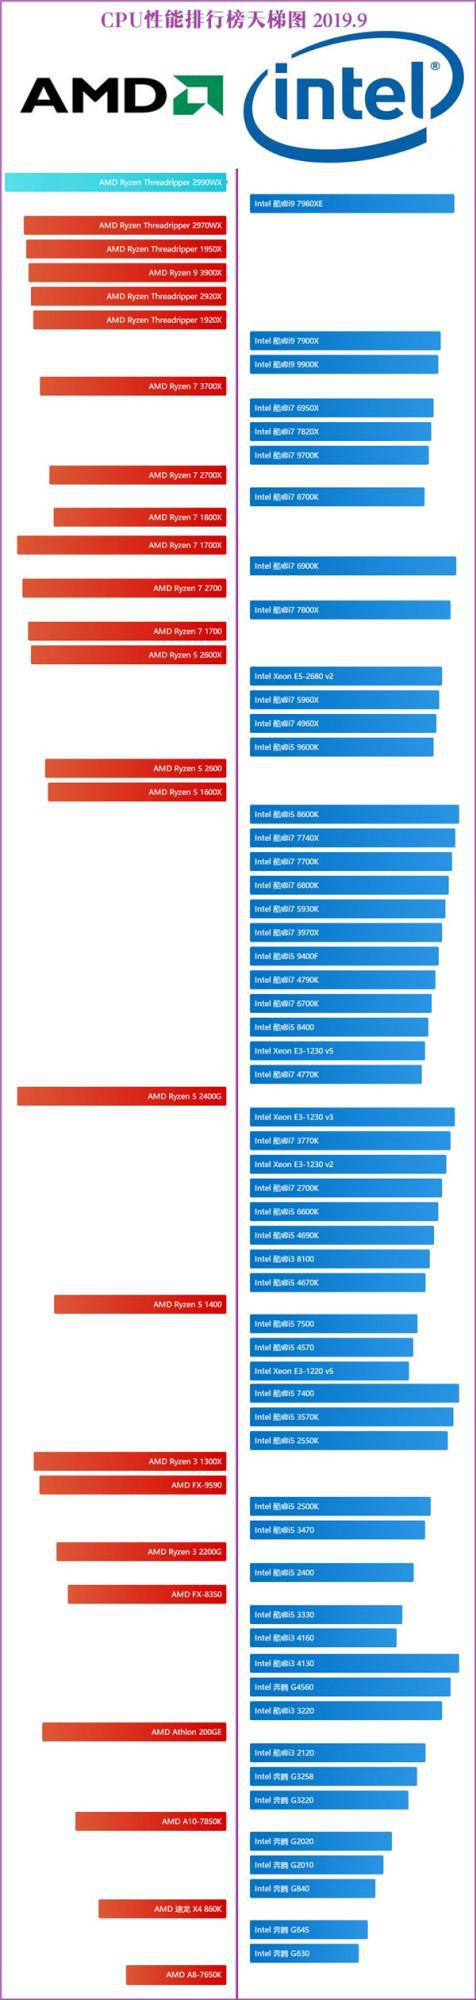 CPU性能排行榜天梯图 2019.9
AMD
intel®
AMD Ryzen Threadripper 2990WX
Intel 酷睿i9 7980XE
AMD Ryzen Threadripper 2970WX
AMD Ryzen Threadripper 1950X
AMD Ryzen 9 3900X
AMD Ryzen Threadripper 2920X
AMD Ryzen Threadripper 1920X
Intel 酷睿i9 7900X
Intel 酷睿i9 9900K
AMD Ryzen 7 3700X
Intel 酷睿i7 6950X
Intel 酷睿i7 7820X
Intel 酷睿i7 9700K
AMD Ryzen 7 2700X
Intel 酷睿i7 8700K
AMD Ryzen 7 1800X
AMD Ryzen 7 1700X
Intel 酷睿i7 6900K
AMD Ryzen 7 2700
Intel 酷睿i7 7800X
AMD Ryzen 7 1700
AMD Ryzen 5 2600X
Intel Xeon E5-2680 v2
Intel 酷睿i7 5960X
Intel 酷睿i7 4960X
Intel 酷睿i5 9600K
AMD Ryzen 5 2600
AMD Ryzen 5 1600X
Intel 酷睿i5 8600K
Intel 酷睿i7 7740X
Intel 酷睿i7 7700K
Intel 酷睿i7 6800K
Intel 酷睿i7 5930K
Intel 酷睿i7 3970X
Intel 酷睿i5 9400F
Intel 酷睿i7 4790K
Intel 酷睿i7 6700K
Intel 酷睿i5 8400
Intel Xeon E3-1230 v5
Intel 酷睿i7 4770K
AMD Ryzen 5 2400G
Intel Xeon E3-1230 v3
Intel 酷睿i7 3770K
Intel Xeon E3-1230 v2
Intel 酷睿i7 2700K
Intel 酷睿i5 6600K
Intel 酷睿i5 4690K
Intel 酷睿i3 8100
Intel 酷睿i5 4670K
AMD Ryzen 5 1400
Intel 酷睿i5 7500
Intel 酷睿i5 4570
Intel Xeon E3-1220 v5
Intel 酷睿i5 7400
Intel 酷睿i5 3570K
Intel 酷睿i5 2550K
AMD Ryzen 3 1300X
AMD FX-9590
Intel 酷睿i5 2500K
Intel 酷睿i5 3470
AMD Ryzen 3 2200G
Intel 酷睿i5 2400
AMD FX-8350
Intel 酷睿i5 3330
Intel 酷睿i3 4160
Intel 酷睿i3 4130
Intel 奔腾 G4560
Intel 酷睿i3 3220
AMD Athlon 200GE
Intel 酷睿i3 2120
Intel 奔腾 G3258
Intel 奔腾 G3220
AMD A10-7850K
Intel 奔腾 G2020
Intel 奔腾 G2010
Intel 奔腾 G840
AMD 速龙 X4 860K
Intel 奔腾 G645
Intel 奔腾 G630
AMD A8-7650K